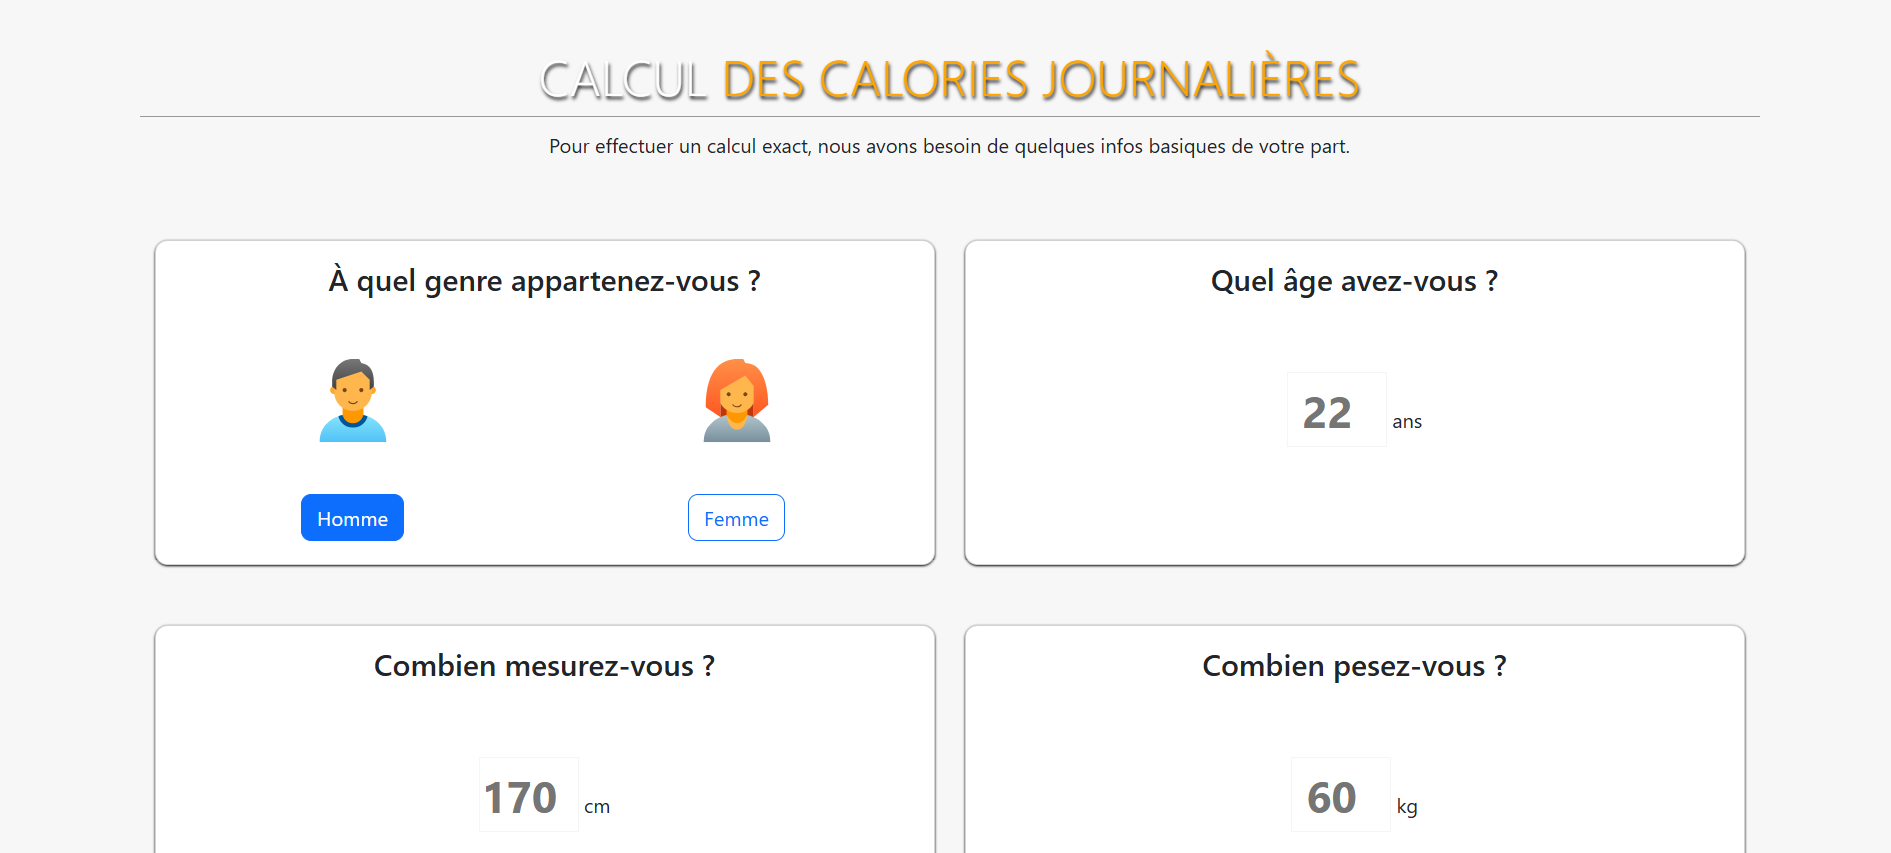 CALCUL DES CALORIES JOURNALIÈRES
Pour effectuer un calcul exact, nous avons besoin de quelques infos basiques de votre part.
À quel genre appartenez-vous ?
Homme
Femme
Quel âge avez-vous ?
22 ans
Combien mesurez-vous ?
170 cm
Combien pesez-vous ?
60 kg